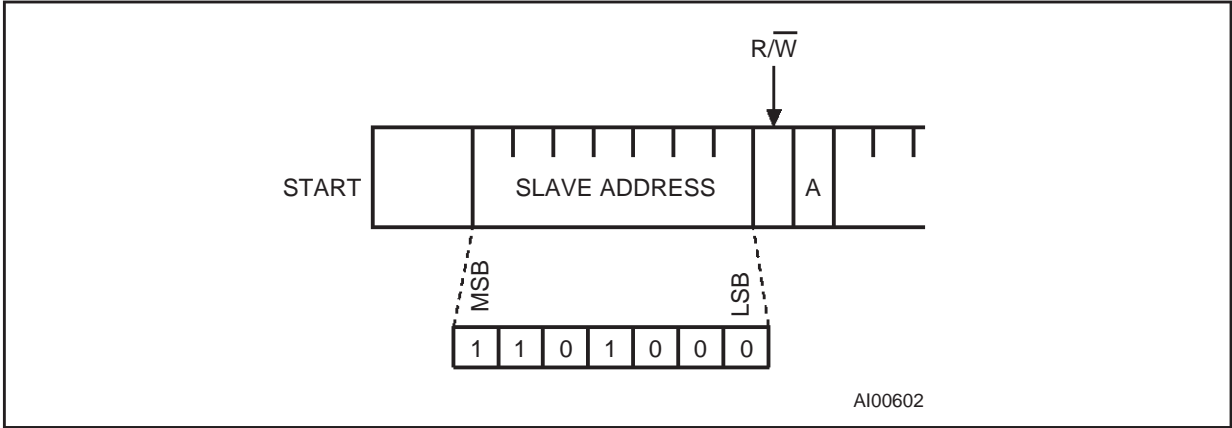 R/W̅
START
SLAVE ADDRESS
A
MSB
LSB
1 1 0 1 0 0 0
AI00602